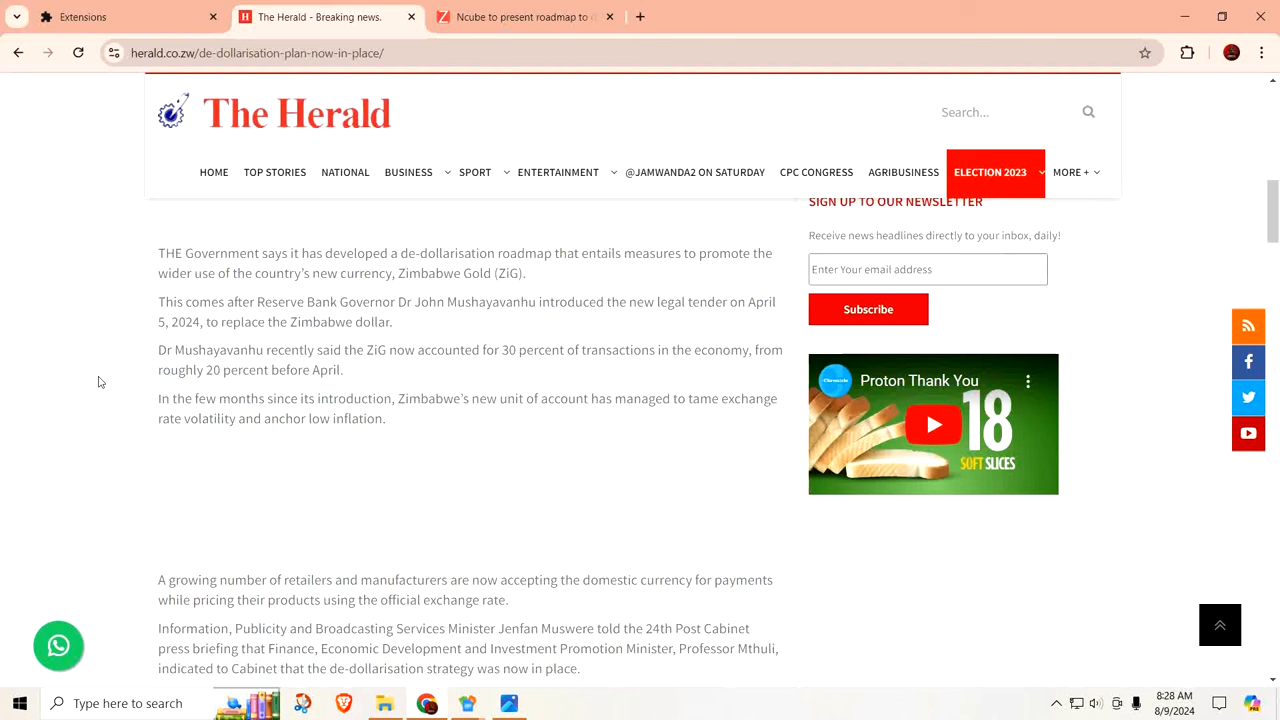 Extensions
The Herald - Breaking news.
Ncube to present roadmap to
herald.co.zw/de-dollarisation-plan-in-place/
The Herald
Search...
HOME TOP STORIES NATIONAL BUSINESS SPORT ENTERTAINMENT @JAMWANDA2 ON SATURDAY CPC CONGRESS AGRIBUSINESS ELECTION 2023 MORE +
THE Government says it has developed a de-dollarisation roadmap that entails measures to promote the
wider use of the country's new currency, Zimbabwe Gold (ZiG).
This comes after Reserve Bank Governor Dr John Mushayavanhu introduced the new legal tender on April
5, 2024, to replace the Zimbabwe dollar.
Dr Mushayavanhu recently said the ZiG now accounted for 30 percent of transactions in the economy, from
roughly 20 percent before April.
In the few months since its introduction, Zimbabwe's new unit of account has managed to tame exchange
rate volatility and anchor low inflation.
A growing number of retailers and manufacturers are now accepting the domestic currency for payments
while pricing their products using the official exchange rate.
Information, Publicity and Broadcasting Services Minister Jenfan Muswere told the 24th Post Cabinet
press briefing that Finance, Economic Development and Investment Promotion Minister, Professor Mthuli,
indicated to Cabinet that the de-dollarisation strategy was now in place.
SIGN UP TO OUR NEWSLETTER
Receive news headlines directly to your inbox, daily!
Enter Your email address
Subscribe
Chronicle
Proton Thank You
18
SOFT SLICES
Type here to search
8:28 AM
8/9/2024